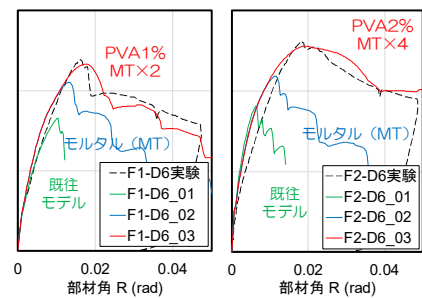 PVA1%
MT×2
モルタル（MT）
既往
モデル
F1-D6実験
F1-D6_01
F1-D6_02
F1-D6_03
0
0.02
0.04
部材角 R (rad)
PVA2%
MT×4
モルタル（MT）
既往
モデル
F2-D6実験
F2-D6_01
F2-D6_02
F2-D6_03
0
0.02
0.04
部材角 R (rad)